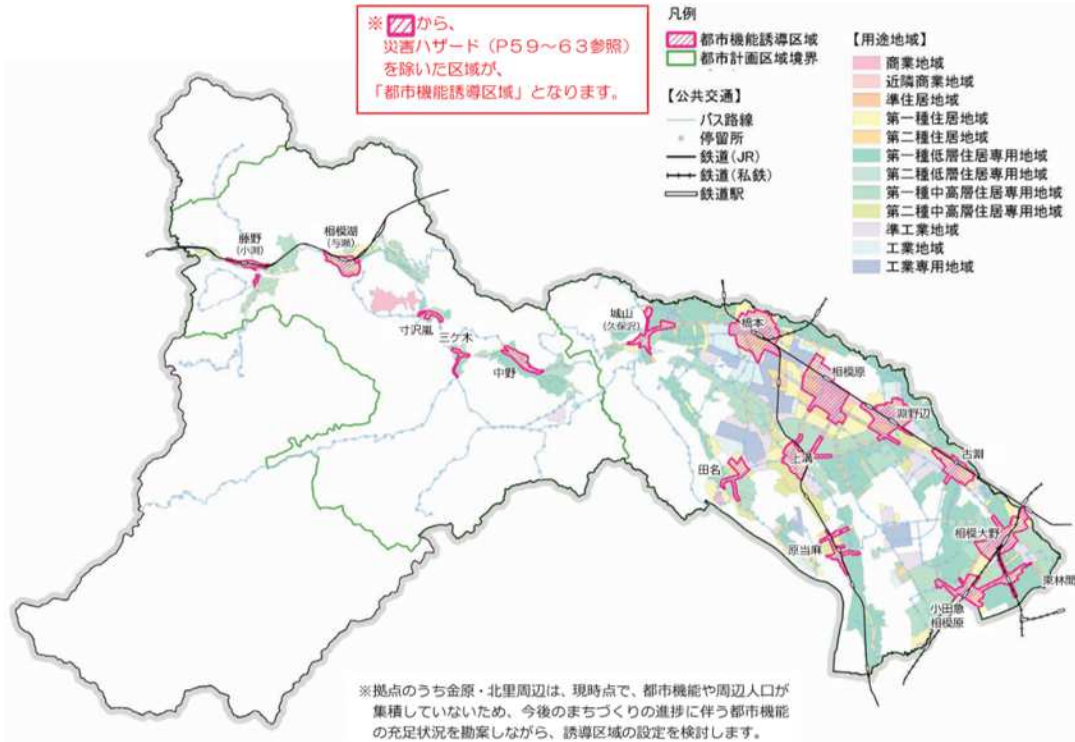 ※から、
災害ハザード（P59～63参照）
を除いた区域が、
「都市機能誘導区域」となります。
凡例
都市機能誘導区域
都市計画区域境界
【公共交通】
バス路線
停留所
鉄道(JR)
鉄道(私鉄)
鉄道駅
【用途地域】
商業地域
近隣商業地域
準住居地域
第一種住居地域
第二種住居地域
第一種低層住居専用地域
第二種低層住居専用地域
第一種中高層住居専用地域
第二種中高層住居専用地域
準工業地域
工業地域
工業専用地域
藤野
(小渕)
相模湖
(与瀬)
寸沢嵐
三ケ木
中野
城山
(久保沢)
橋本
相模原
淵野辺
古淵
上溝
田名
原当麻
相模大野
東林間
小田急
相模原
※拠点のうち金原・北里周辺は、現時点で、都市機能や周辺人口が
集積していないため、今後のまちづくりの進捗に伴う都市機能
の充足状況を勘案しながら、誘導区域の設定を検討します。